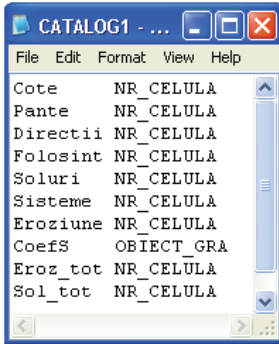 CATALOG1 - ...
File Edit Format View Help
Cote NR_CELULA
Pante NR_CELULA
Directii NR_CELULA
Folosint NR_CELULA
Soluri NR_CELULA
Sisteme NR_CELULA
Eroziune NR_CELULA
CoefS OBIECT_GRA
Eroz_tot NR_CELULA
Sol_tot NR_CELULA